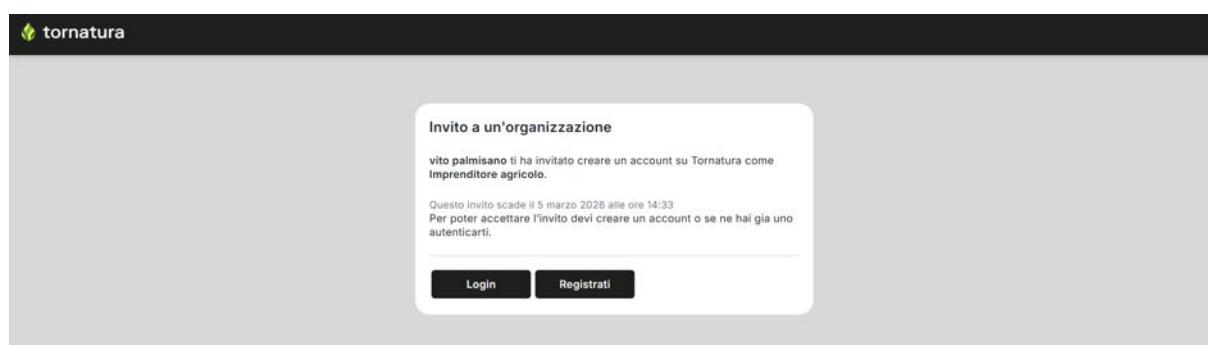 tornatura
Invito a un'organizzazione
vito palmisano ti ha invitato creare un account su Tornatura come
Imprenditore agricolo.
Questo invito scade il 5 marzo 2026 alle ore 14:33
Per poter accettare l'invito devi creare un account o se ne hai gia uno
autenticarti.
Login Registrati